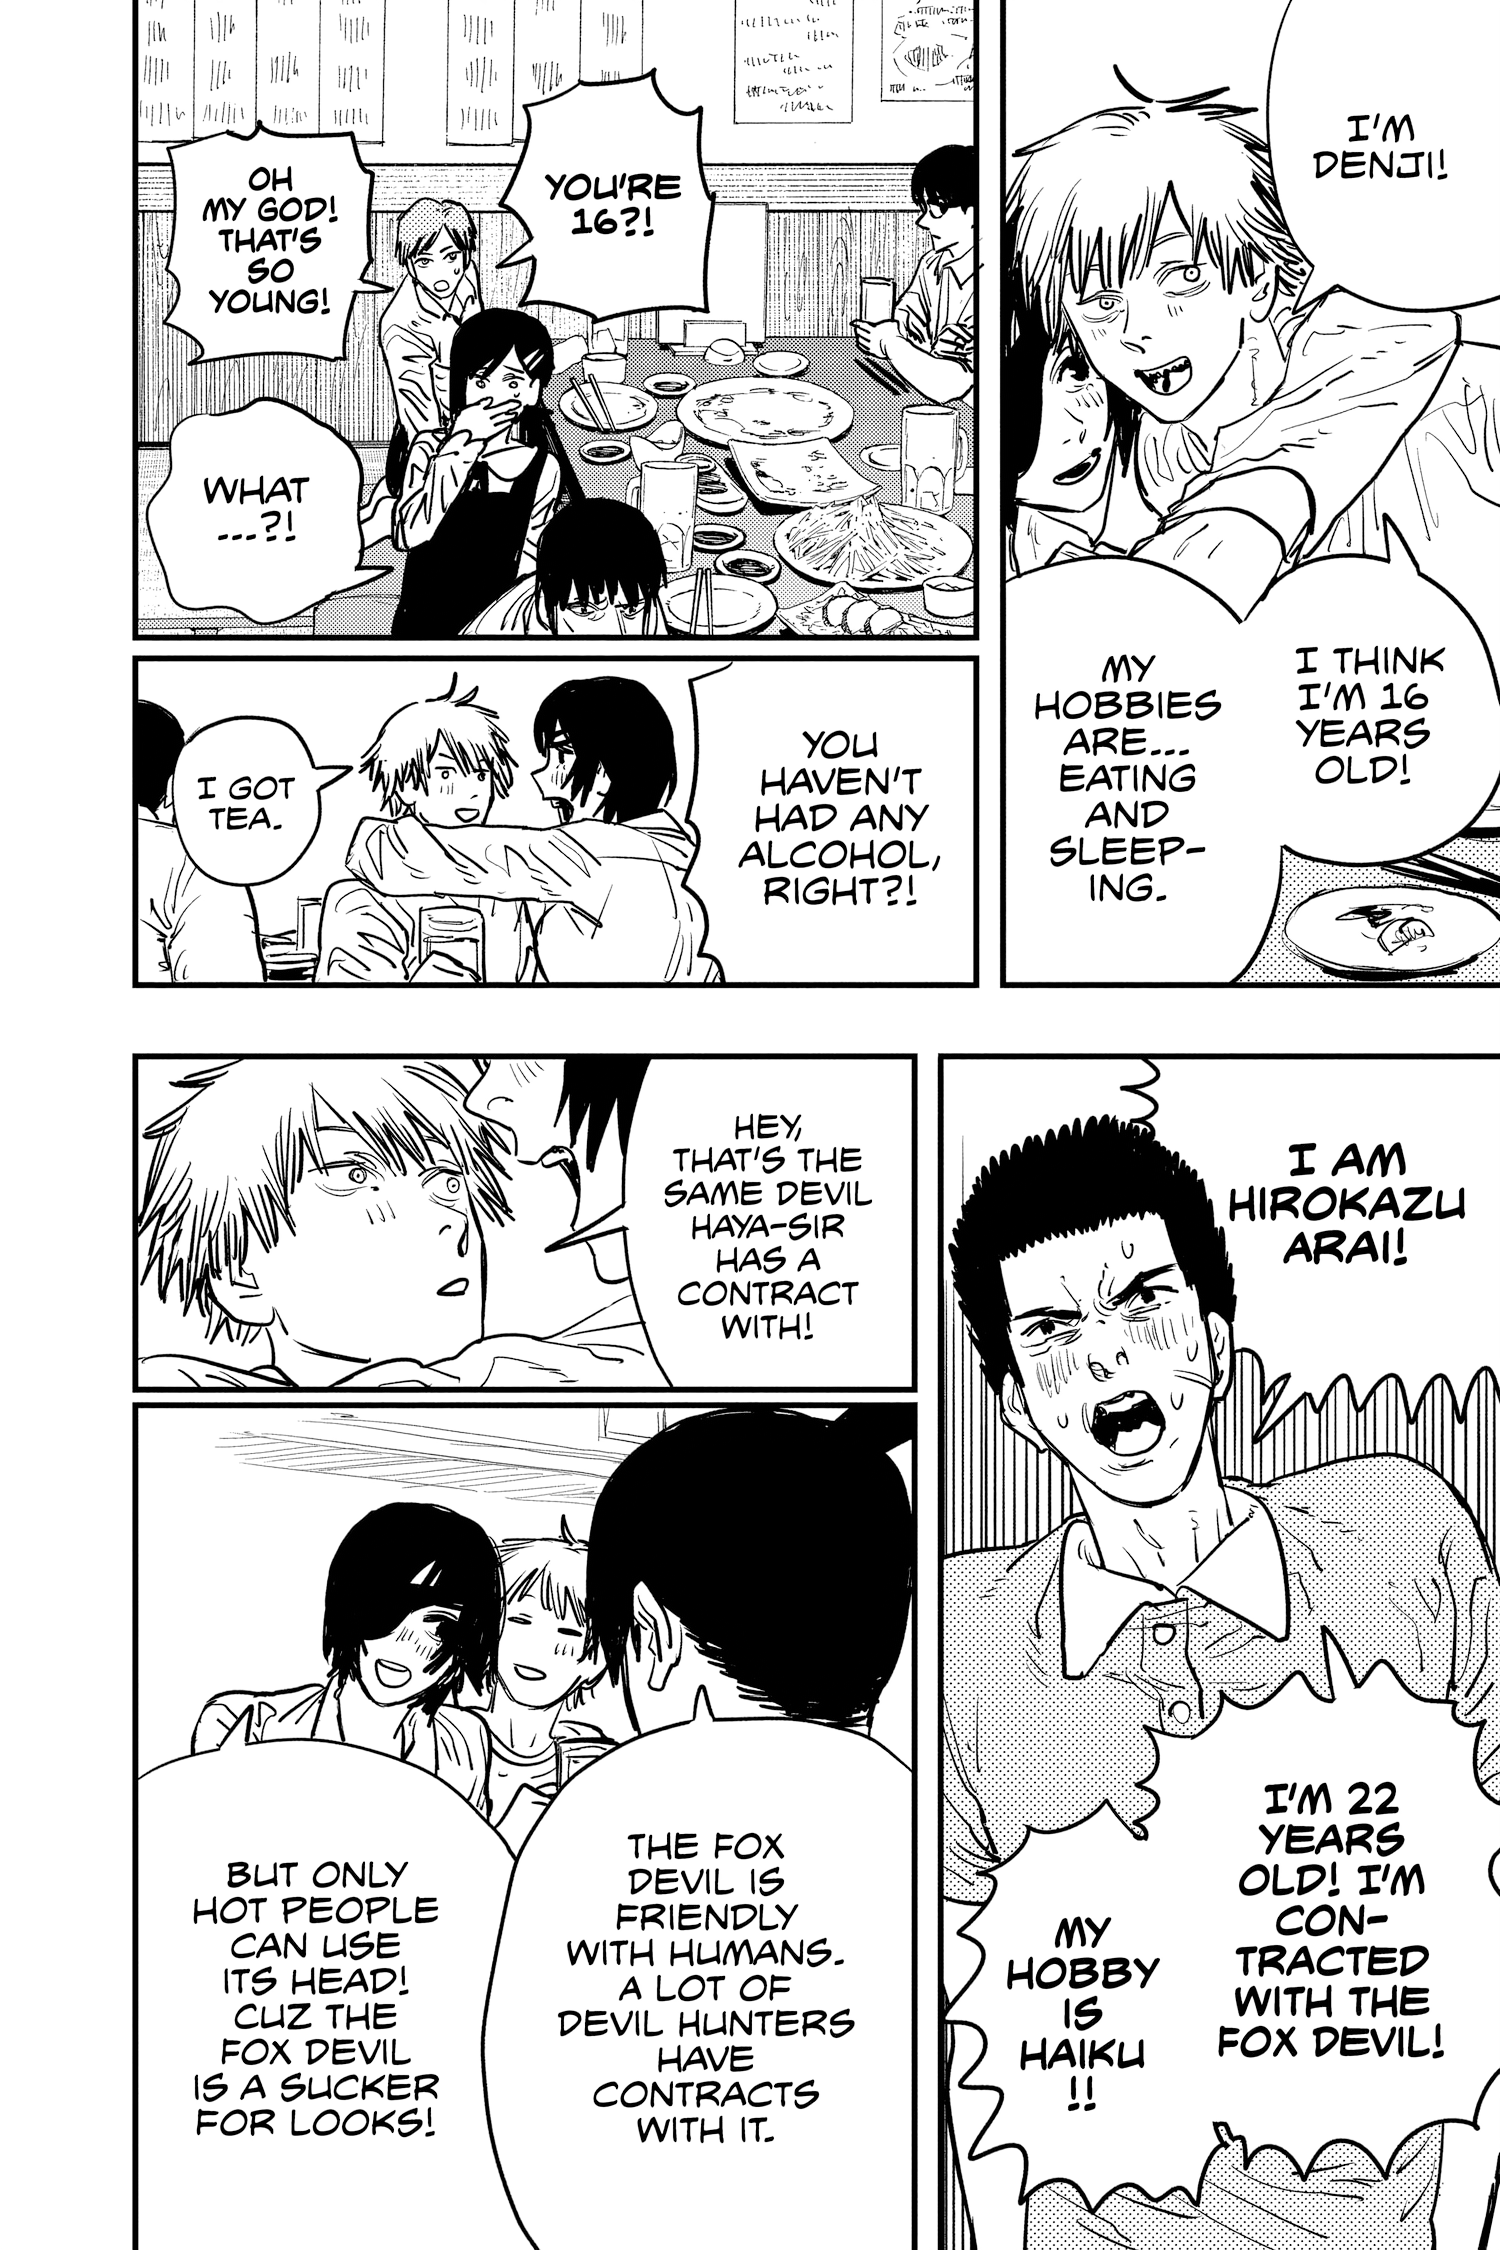 I'M
DENJI!
I THINK
I'M 16
YEARS
OLD!
MY
HOBBIES
ARE...
EATING
AND
SLEEP-
ING.
YOU'RE
16?!
OH
MY GOD!
THAT'S
SO
YOUNG!
WHAT
...?!
YOU
HAVEN'T
HAD ANY
ALCOHOL,
RIGHT?!
I GOT
TEA.
I AM
HIROKAZU
ARAI!
I'M 22
YEARS
OLD! I'M
CON-
TRACTED
WITH THE
FOX DEVIL!
MY
HOBBY
IS
HAIKU
!!
HEY,
THAT'S THE
SAME DEVIL
HAYA-SIR
HAS A
CONTRACT
WITH!
THE FOX
DEVIL IS
FRIENDLY
WITH HUMANS.
A LOT OF
DEVIL HUNTERS
HAVE
CONTRACTS
WITH IT.
BUT ONLY
HOT PEOPLE
CAN USE
ITS HEAD!
CUZ THE
FOX DEVIL
IS A SUCKER
FOR LOOKS!